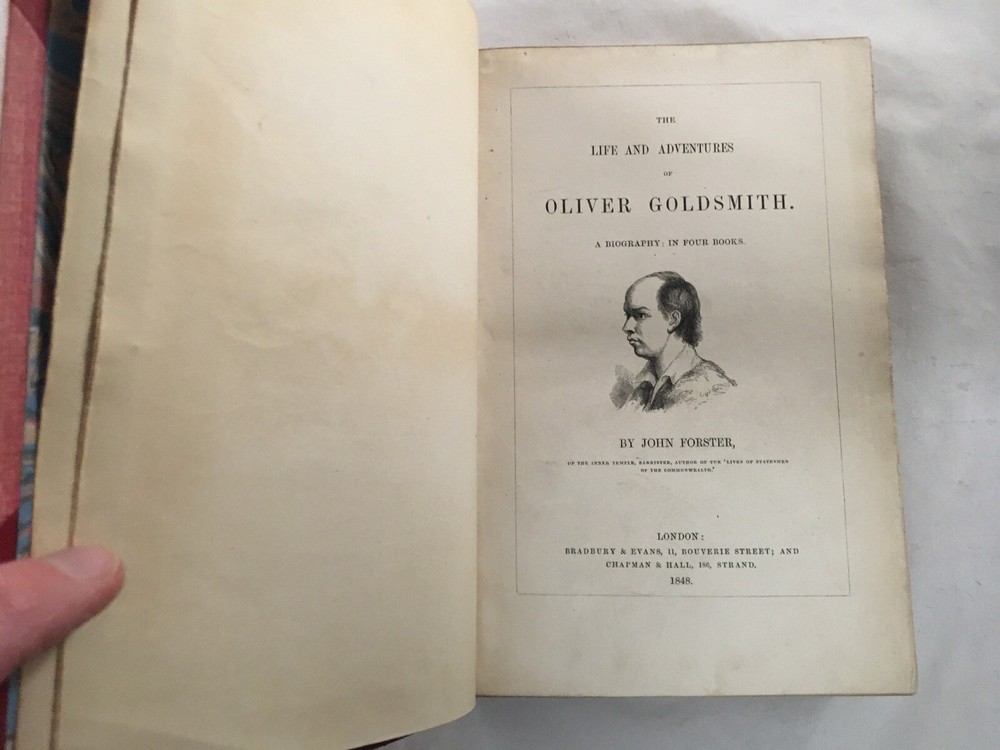 THE
LIFE AND ADVENTURES
OF
OLIVER GOLDSMITH.
A BIOGRAPHY: IN FOUR BOOKS.
BY JOHN FORSTER,
OF THE INNER TEMPLE, BARRISTER, AUTHOR OF THE 'LIVES OF STATESMEN
OF THE COMMONWEALTH.'
LONDON:
BRADBURY & EVANS, 11, BOUVERIE STREET; AND
CHAPMAN & HALL, 186, STRAND.
1848.